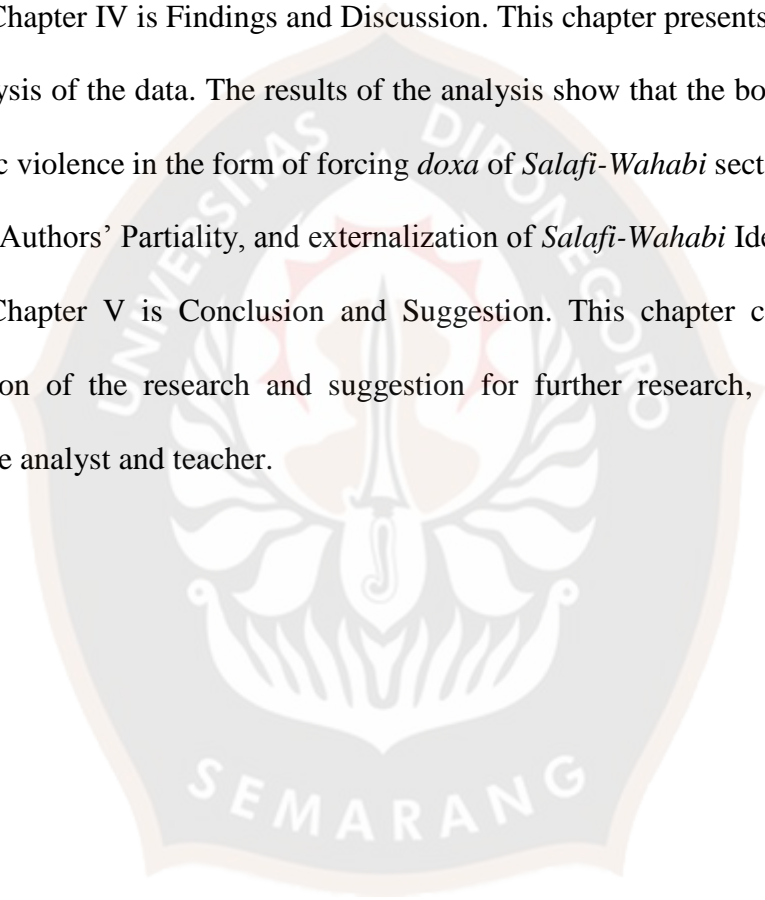 Chapter IV is Findings and Discussion. This chapter presents
ysis of the data. The results of the analysis show that the bo
c violence in the form of forcing doxa of Salafi-Wahabi sect
Authors' Partiality, and externalization of Salafi-Wahabi Ide
Chapter V is Conclusion and Suggestion. This chapter c
on of the research and suggestion for further research,
e analyst and teacher.
UNIVERSITAS DIPONEGORO
SEMARANG